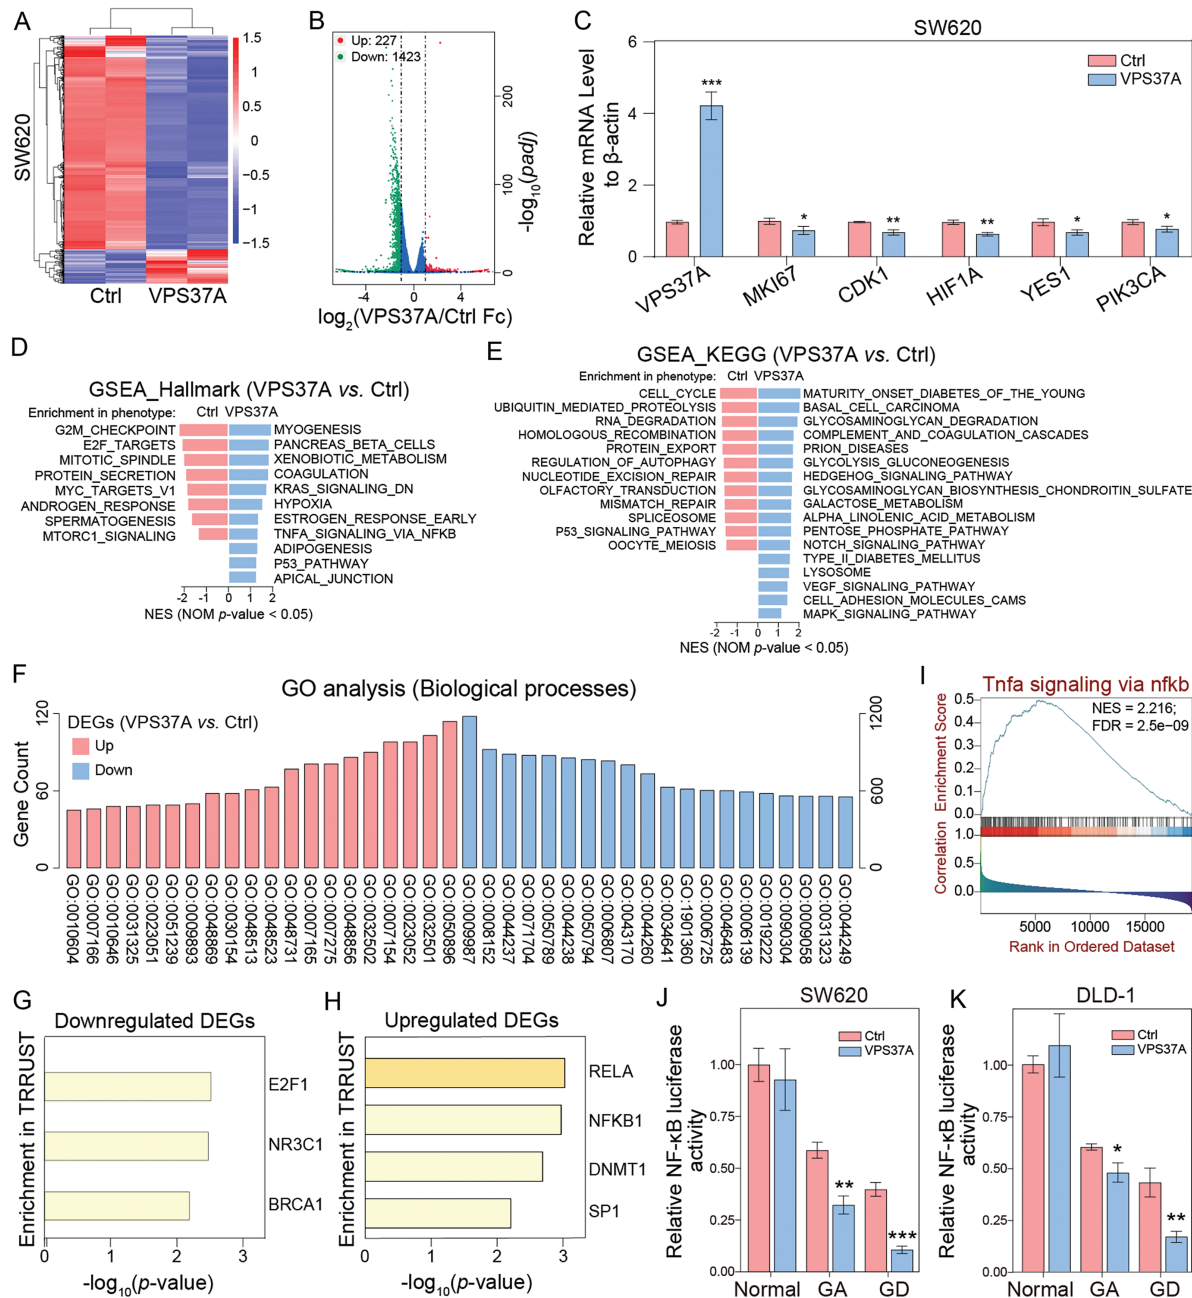 A
SW620
1.5
1
0.5
0
−0.5
−1
−1.5
Ctrl VPS37A
B
Up: 227
Down: 1423
200
100
0
-log10(padj)
-4 0 4
log2(VPS37A/Ctrl Fc)
C
SW620
Relative mRNA Level
to β-actin
6
4
2
0
Ctrl
VPS37A
*** * ** ** * *
VPS37A MKI67 CDK1 HIF1A YES1 PIK3CA
D
GSEA_Hallmark (VPS37A vs. Ctrl)
Enrichment in phenotype: Ctrl VPS37A
G2M_CHECKPOINT MYOGENESIS
E2F_TARGETS PANCREAS_BETA_CELLS
MITOTIC_SPINDLE XENOBIOTIC_METABOLISM
PROTEIN_SECRETION COAGULATION
MYC_TARGETS_V1 KRAS_SIGNALING_DN
ANDROGEN_RESPONSE HYPOXIA
SPERMATOGENESIS ESTROGEN_RESPONSE_EARLY
MTORC1_SIGNALING TNFA_SIGNALING_VIA_NFKB
ADIPOGENESIS
P53_PATHWAY
APICAL_JUNCTION
-2 -1 0 1 2
NES (NOM p-value < 0.05)
E
GSEA_KEGG (VPS37A vs. Ctrl)
Enrichment in phenotype: Ctrl VPS37A
CELL_CYCLE MATURITY_ONSET_DIABETES_OF_THE_YOUNG
UBIQUITIN_MEDIATED_PROTEOLYSIS BASAL_CELL_CARCINOMA
RNA_DEGRADATION GLYCOSAMINOGLYCAN_DEGRADATION
HOMOLOGOUS_RECOMBINATION COMPLEMENT_AND_COAGULATION_CASCADES
PROTEIN_EXPORT PRION_DISEASES
REGULATION_OF_AUTOPHAGY GLYCOLYSIS_GLUCONEOGENESIS
NUCLEOTIDE_EXCISION_REPAIR HEDGEHOG_SIGNALING_PATHWAY
OLFACTORY_TRANSDUCTION GLYCOSAMINOGLYCAN_BIOSYNTHESIS_CHONDROITIN_SULFATE
MISMATCH_REPAIR GALACTOSE_METABOLISM
SPLICEOSOME ALPHA_LINOLENIC_ACID_METABOLISM
P53_SIGNALING_PATHWAY PENTOSE_PHOSPHATE_PATHWAY
OOCYTE_MEIOSIS NOTCH_SIGNALING_PATHWAY
TYPE_II_DIABETES_MELLITUS
LYSOSOME
VEGF_SIGNALING_PATHWAY
CELL_ADHESION_MOLECULES_CAMS
MAPK_SIGNALING_PATHWAY
-2 -1 0 1 2
NES (NOM p-value < 0.05)
F
GO analysis (Biological processes)
DEGs (VPS37A vs. Ctrl)
Up
Down
Gene Count
120
60
0
1200
600
0
GO:0010604
GO:0007166
GO:0010646
GO:0031325
GO:0023051
GO:0051239
GO:0009893
GO:0048869
GO:0030154
GO:0048513
GO:0048523
GO:0048731
GO:0007165
GO:0007275
GO:0048856
GO:0032502
GO:0007154
GO:0023052
GO:0032501
GO:0050896
GO:0009987
GO:0008152
GO:0044237
GO:0071704
GO:0050789
GO:0044238
GO:0050794
GO:0006807
GO:0043170
GO:0044260
GO:0034641
GO:1901360
GO:0006725
GO:0046483
GO:0006139
GO:0019222
GO:0090304
GO:0009058
GO:0031323
GO:0044249
I
Tnfa signaling via nfkb
NES = 2.216;
FDR = 2.5e−09
Enrichment Score
0.5
0.4
0.3
0.2
0.1
0.0
Correlation
1.0
0.5
0.0
5000 10000 15000
Rank in Ordered Dataset
G
Downregulated DEGs
Enrichment in TRRUST
E2F1
NR3C1
BRCA1
0 1 2 3
-log10(p-value)
H
Upregulated DEGs
Enrichment in TRRUST
RELA
NFKB1
DNMT1
SP1
0 1 2 3
-log10(p-value)
J
SW620
Relative NF-κB luciferase
activity
1.00
0.75
0.50
0.25
0.00
Ctrl
VPS37A
** ***
Normal GA GD
K
DLD-1
Relative NF-κB luciferase
activity
1.00
0.75
0.50
0.25
0.00
Ctrl
VPS37A
* **
Normal GA GD